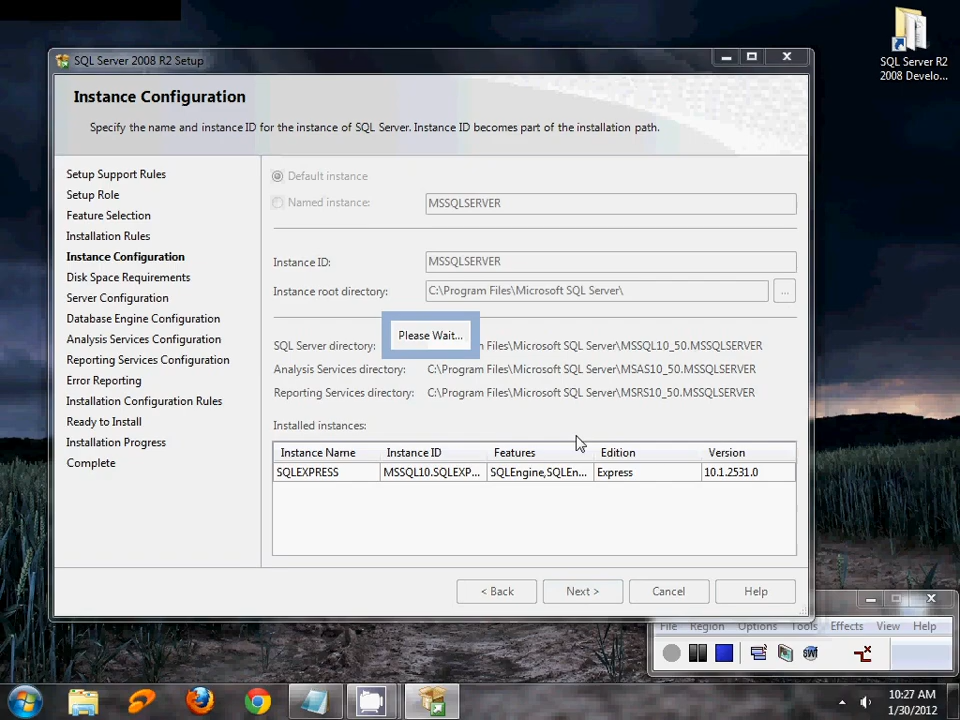 SQL Server R2
2008 Develo...
SQL Server 2008 R2 Setup
Instance Configuration
Specify the name and instance ID for the instance of SQL Server. Instance ID becomes part of the installation path.
Setup Support Rules
Setup Role
Feature Selection
Installation Rules
Instance Configuration
Disk Space Requirements
Server Configuration
Database Engine Configuration
Analysis Services Configuration
Reporting Services Configuration
Error Reporting
Installation Configuration Rules
Ready to Install
Installation Progress
Complete
Default instance
Named instance: MSSQLSERVER
Instance ID: MSSQLSERVER
Instance root directory: C:\Program Files\Microsoft SQL Server\ ...
Please Wait...
SQL Server directory: Files\Microsoft SQL Server\MSSQL10_50.MSSQLSERVER
Analysis Services directory: C:\Program Files\Microsoft SQL Server\MSAS10_50.MSSQLSERVER
Reporting Services directory: C:\Program Files\Microsoft SQL Server\MSRS10_50.MSSQLSERVER
Installed instances:
Instance Name Instance ID Features Edition Version
SQLEXPRESS MSSQL10.SQLEXP... SQLEngine,SQLEn... Express 10.1.2531.0
< Back Next > Cancel Help
File Region Options Tools Effects View Help
SWF
10:27 AM
1/30/2012